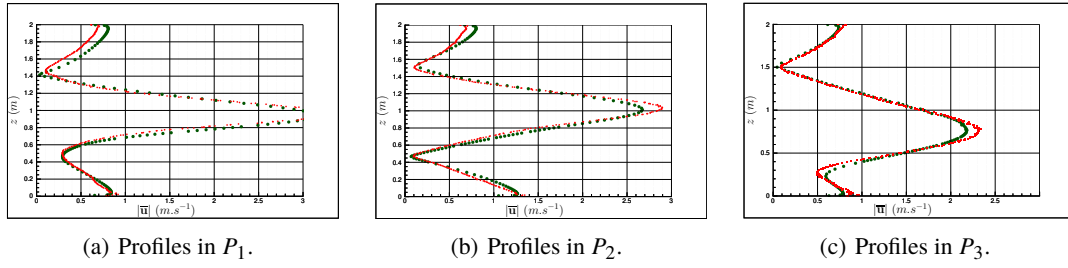 z (m)
2
1.8
1.6
1.4
1.2
1
0.8
0.6
0.4
0.2
0
0 0.5 1 1.5 2 2.5 3
|u̅| (m.s⁻¹)
(a) Profiles in P₁.
z (m)
2
1.8
1.6
1.4
1.2
1
0.8
0.6
0.4
0.2
0
0 0.5 1 1.5 2 2.5 3
|u̅| (m.s⁻¹)
(b) Profiles in P₂.
z (m)
2
1.5
1
0.5
0
0 0.5 1 1.5 2 2.5
|u̅| (m.s⁻¹)
(c) Profiles in P₃.